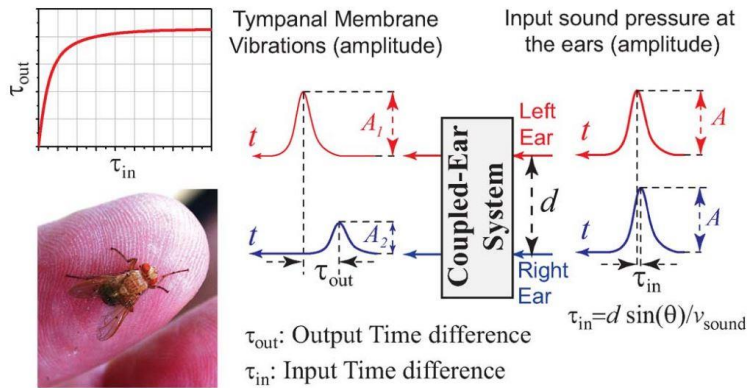 Tympanal Membrane
Vibrations (amplitude)
Input sound pressure at
the ears (amplitude)
τout
τin
t
A1
Left
Ear
t
A
Coupled-Ear
System
d
t
A2
τout
Right
Ear
t
A
τin
τin=d sin(θ)/vsound
τout: Output Time difference
τin: Input Time difference